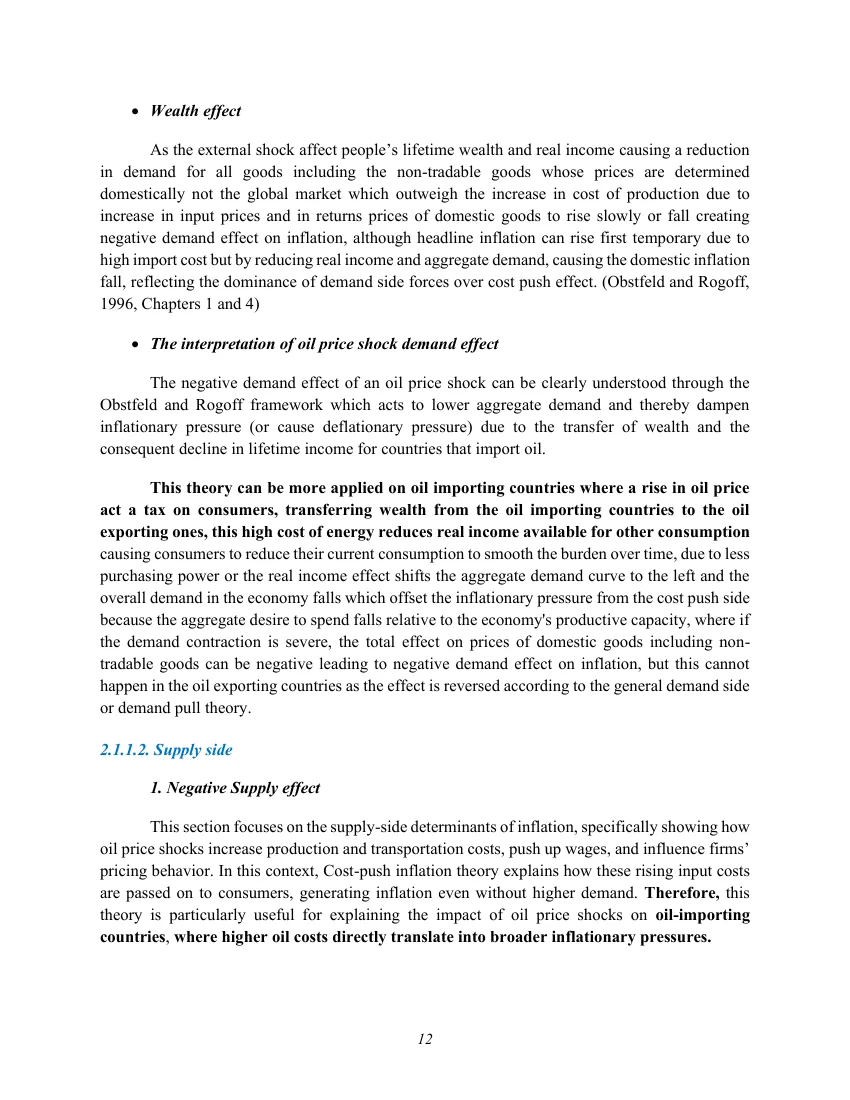 • Wealth effect
As the external shock affect people’s lifetime wealth and real income causing a reduction
in demand for all goods including the non-tradable goods whose prices are determined
domestically not the global market which outweigh the increase in cost of production due to
increase in input prices and in returns prices of domestic goods to rise slowly or fall creating
negative demand effect on inflation, although headline inflation can rise first temporary due to
high import cost but by reducing real income and aggregate demand, causing the domestic inflation
fall, reflecting the dominance of demand side forces over cost push effect. (Obstfeld and Rogoff,
1996, Chapters 1 and 4)
• The interpretation of oil price shock demand effect
The negative demand effect of an oil price shock can be clearly understood through the
Obstfeld and Rogoff framework which acts to lower aggregate demand and thereby dampen
inflationary pressure (or cause deflationary pressure) due to the transfer of wealth and the
consequent decline in lifetime income for countries that import oil.
This theory can be more applied on oil importing countries where a rise in oil price
act a tax on consumers, transferring wealth from the oil importing countries to the oil
exporting ones, this high cost of energy reduces real income available for other consumption
causing consumers to reduce their current consumption to smooth the burden over time, due to less
purchasing power or the real income effect shifts the aggregate demand curve to the left and the
overall demand in the economy falls which offset the inflationary pressure from the cost push side
because the aggregate desire to spend falls relative to the economy's productive capacity, where if
the demand contraction is severe, the total effect on prices of domestic goods including non-
tradable goods can be negative leading to negative demand effect on inflation, but this cannot
happen in the oil exporting countries as the effect is reversed according to the general demand side
or demand pull theory.
2.1.1.2. Supply side
1. Negative Supply effect
This section focuses on the supply-side determinants of inflation, specifically showing how
oil price shocks increase production and transportation costs, push up wages, and influence firms’
pricing behavior. In this context, Cost-push inflation theory explains how these rising input costs
are passed on to consumers, generating inflation even without higher demand. Therefore, this
theory is particularly useful for explaining the impact of oil price shocks on oil-importing
countries, where higher oil costs directly translate into broader inflationary pressures.
12